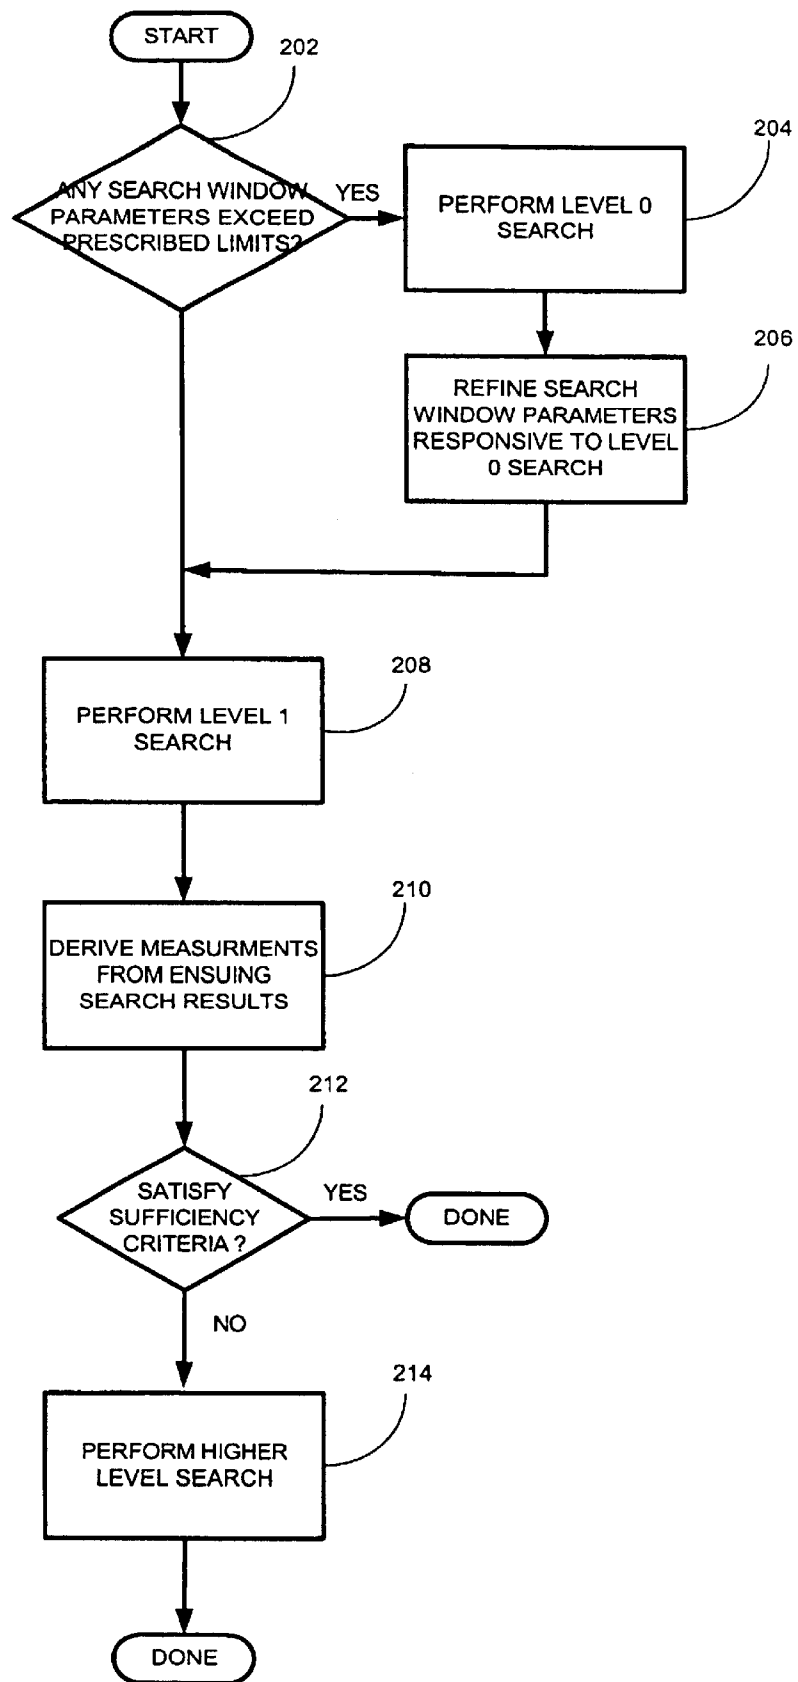 START
202
ANY SEARCH WINDOW
PARAMETERS EXCEED
PRESCRIBED LIMITS?
YES
204
PERFORM LEVEL 0
SEARCH
206
REFINE SEARCH
WINDOW PARAMETERS
RESPONSIVE TO LEVEL
0 SEARCH
208
PERFORM LEVEL 1
SEARCH
210
DERIVE MEASURMENTS
FROM ENSUING
SEARCH RESULTS
212
SATISFY
SUFFICIENCY
CRITERIA ?
YES
DONE
NO
214
PERFORM HIGHER
LEVEL SEARCH
DONE